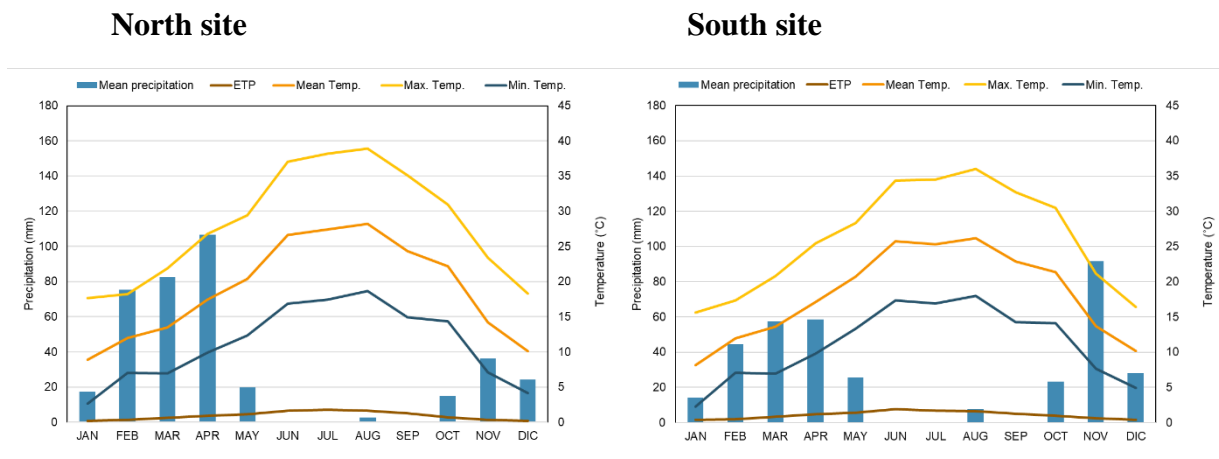 North site South site
Mean precipitation ETP Mean Temp. Max. Temp. Min. Temp.
180 45
160 40
140 35
120 30
100 25
80 20
60 15
40 10
20 5
0 0
Precipitation (mm)
Temperature (°C)
JAN FEB MAR APR MAY JUN JUL AUG SEP OCT NOV DIC
Mean precipitation ETP Mean Temp. Max. Temp. Min. Temp.
180 45
160 40
140 35
120 30
100 25
80 20
60 15
40 10
20 5
0 0
Precipitation (mm)
Temperature (°C)
JAN FEB MAR APR MAY JUN JUL AUG SEP OCT NOV DIC